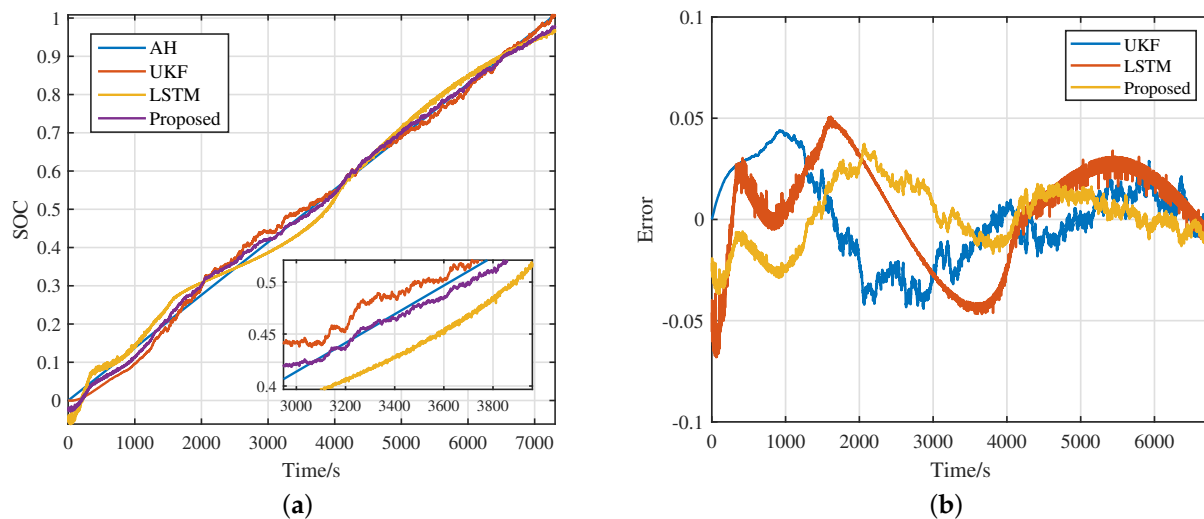 1
0.9
0.8
0.7
0.6
0.5
0.4
0.3
0.2
0.1
0
SOC
AH
UKF
LSTM
Proposed
0.5
0.45
0.4
3000 3200 3400 3600 3800
0 1000 2000 3000 4000 5000 6000 7000
Time/s
(a)
0.1
0.05
0
-0.05
-0.1
Error
UKF
LSTM
Proposed
0 1000 2000 3000 4000 5000 6000
Time/s
(b)